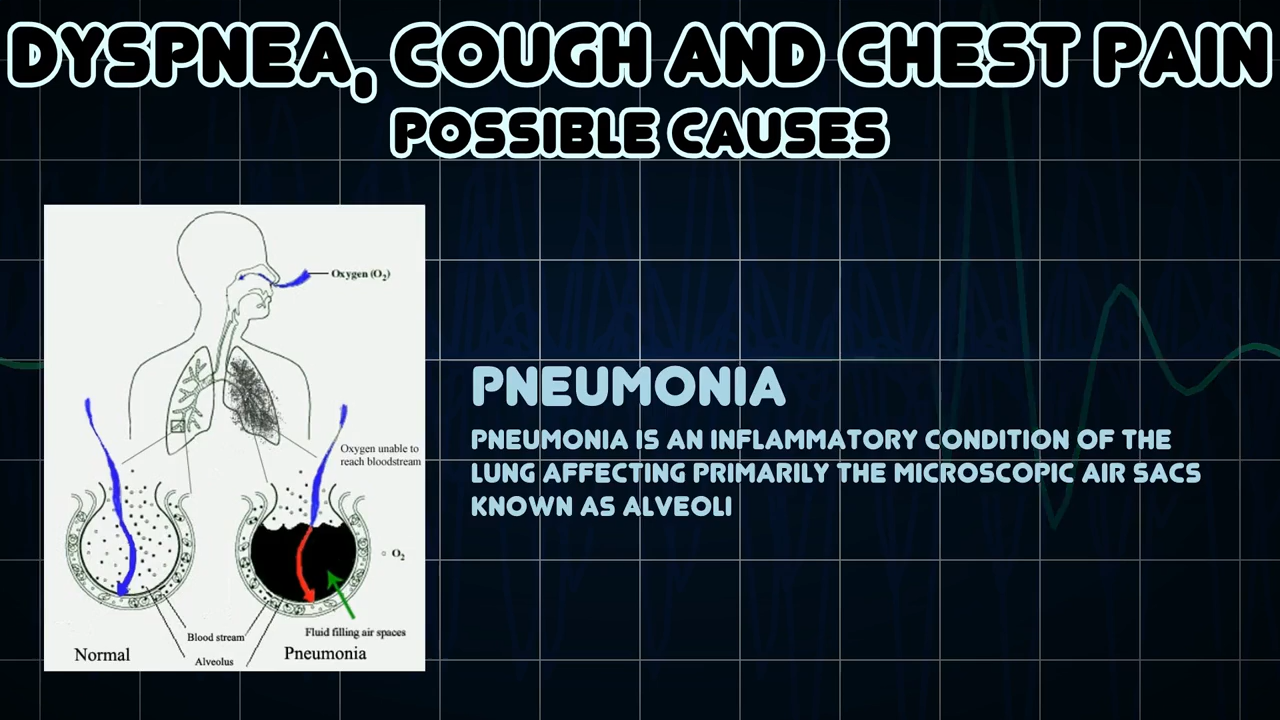 DYSPNEA, COUGH AND CHEST PAIN
POSSIBLE CAUSES
Oxygen (O₂)
PNEUMONIA
PNEUMONIA IS AN INFLAMMATORY CONDITION OF THE
LUNG AFFECTING PRIMARILY THE MICROSCOPIC AIR SACS
KNOWN AS ALVEOLI
Oxygen unable to
reach bloodstream
O₂
Fluid filling air spaces
Blood stream
Alveolus
Normal
Pneumonia